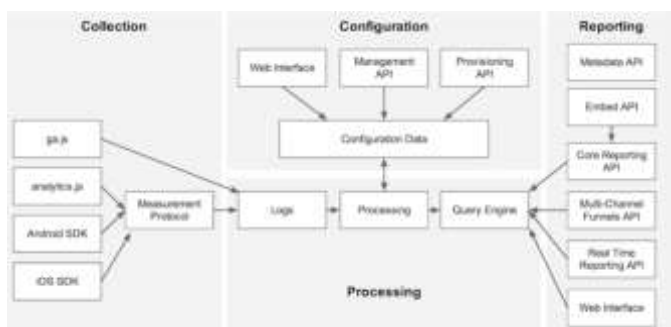 Collection
Configuration
Reporting
Web Interface
Management
API
Provisioning
API
Metadata API
Embed API
Configuration Data
ga.js
Core Reporting
API
analytics.js
Measurement
Protocol
Logs
Processing
Query Engine
Multi-Channel
Funnels API
Android SDK
Real Time
Reporting API
iOS SDK
Processing
Web Interface